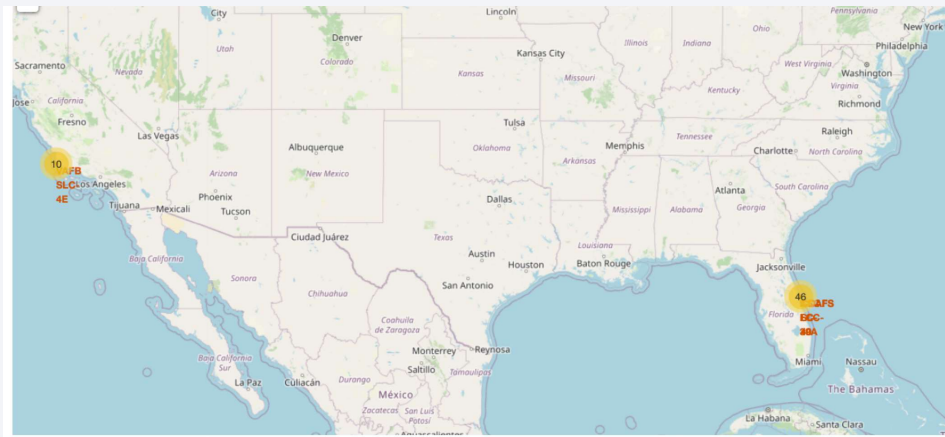 City
Lincoln
Pennsylvania
New York
Denver
Utah
Illinois
Indiana
Ohio
Philadelphia
Sacramento
Nevada
Colorado
Kansas City
West Virginia
Washington
Kansas
Missouri
Jose
California
Kentucky
Virginia
Richmond
Fresno
Las Vegas
Tulsa
Raleigh
Albuquerque
Oklahoma
Memphis
Tennessee
Charlotte
North Carolina
10
Arizona
New Mexico
Arkansas
AFB
Los Angeles
SLC-
4E
Phoenix
Dallas
Atlanta
South Carolina
Tijuana
Mexicali
Tucson
Mississippi
Alabama
Georgia
Ciudad Juárez
Texas
Austin
Louisiana
Baja California
Houston
Baton Rouge
Jacksonville
Sonora
San Antonio
Chihuahua
46
AFS
Florida
Coahuila
de Zaragoza
Monterrey
Reynosa
Baja California
Sur
Saltillo
Miami
Nassau
La Paz
Culiacán
Durango
Tamaulipas
The Bahamas
México
Zacatecas
San Luis
Potosí
La Habana
Santa Clara
Aguascalientes